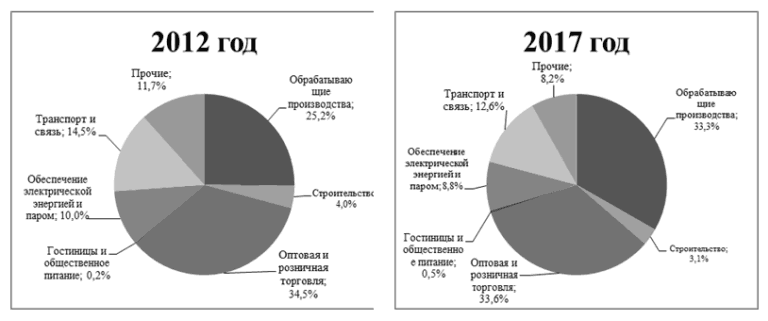 2012 год
Прочие;
11,7%
Обрабатываю
щие
производства;
25,2%
Транспорт и
связь; 14,5%
Обеспечение
электрической
энергией и
паром; 10,0%
Строительство
4,0%
Гостиницы и
общественное
питание; 0,2%
Оптовая и
розничная
торговля;
34,5%
2017 год
Прочие;
8,2%
Обрабатываю
щие
производства;
33,3%
Транспорт и
связь; 12,6%
Обеспечение
электрической
энергией и
паром; 8,8%
Строительство;
3,1%
Гостиницы и
общественно
е питание;
0,5%
Оптовая и
розничная
торговля;
33,6%